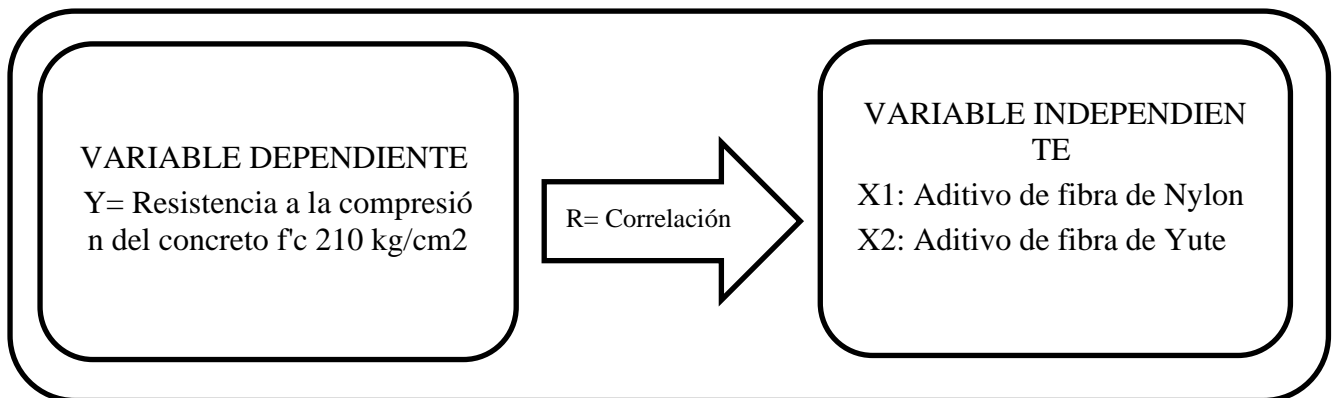 VARIABLE DEPENDIENTE
Y= Resistencia a la compresió
n del concreto f'c 210 kg/cm2
R= Correlación
VARIABLE INDEPENDIEN
TE
X1: Aditivo de fibra de Nylon
X2: Aditivo de fibra de Yute